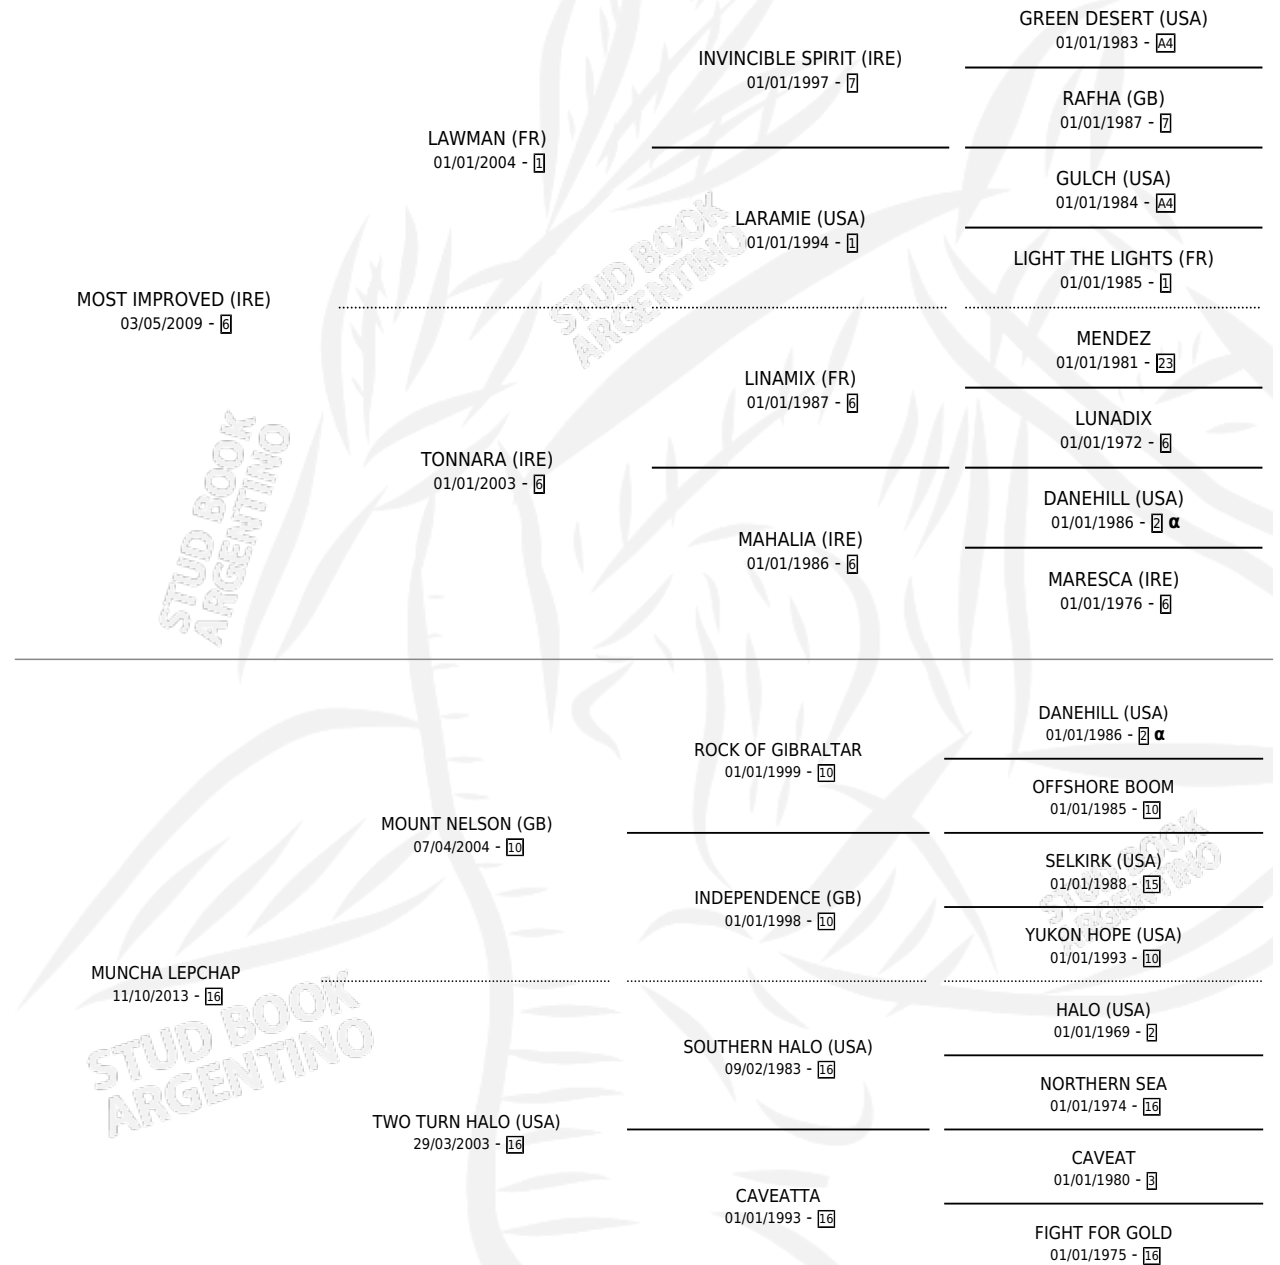 GREEN DESERT (USA)
01/01/1983 - A4
INVINCIBLE SPIRIT (IRE)
01/01/1997 - 7
RAFHA (GB)
01/01/1987 - 7
LAWMAN (FR)
01/01/2004 - 1
GULCH (USA)
01/01/1984 - A4
LARAMIE (USA)
01/01/1994 - 1
LIGHT THE LIGHTS (FR)
01/01/1985 - 1
STUD BOOK
ARGENTINO
MOST IMPROVED (IRE)
03/05/2009 - 6
MENDEZ
01/01/1981 - 23
LINAMIX (FR)
01/01/1987 - 6
LUNADIX
01/01/1972 - 6
TONNARA (IRE)
01/01/2003 - 6
DANEHILL (USA)
01/01/1986 - 2 α
MAHALIA (IRE)
01/01/1986 - 6
MARESCA (IRE)
01/01/1976 - 6
STUD BOOK
ARGENTINO
DANEHILL (USA)
01/01/1986 - 2 α
ROCK OF GIBRALTAR
01/01/1999 - 10
OFFSHORE BOOM
01/01/1985 - 10
MOUNT NELSON (GB)
07/04/2004 - 10
SELKIRK (USA)
01/01/1988 - 15
INDEPENDENCE (GB)
01/01/1998 - 10
YUKON HOPE (USA)
01/01/1993 - 10
STUD BOOK
ARGENTINO
MUNCHA LEPCHAP
11/10/2013 - 16
HALO (USA)
01/01/1969 - 2
SOUTHERN HALO (USA)
09/02/1983 - 16
NORTHERN SEA
01/01/1974 - 16
TWO TURN HALO (USA)
29/03/2003 - 16
CAVEAT
01/01/1980 - 3
CAVEATTA
01/01/1993 - 16
FIGHT FOR GOLD
01/01/1975 - 16
STUD BOOK
ARGENTINO